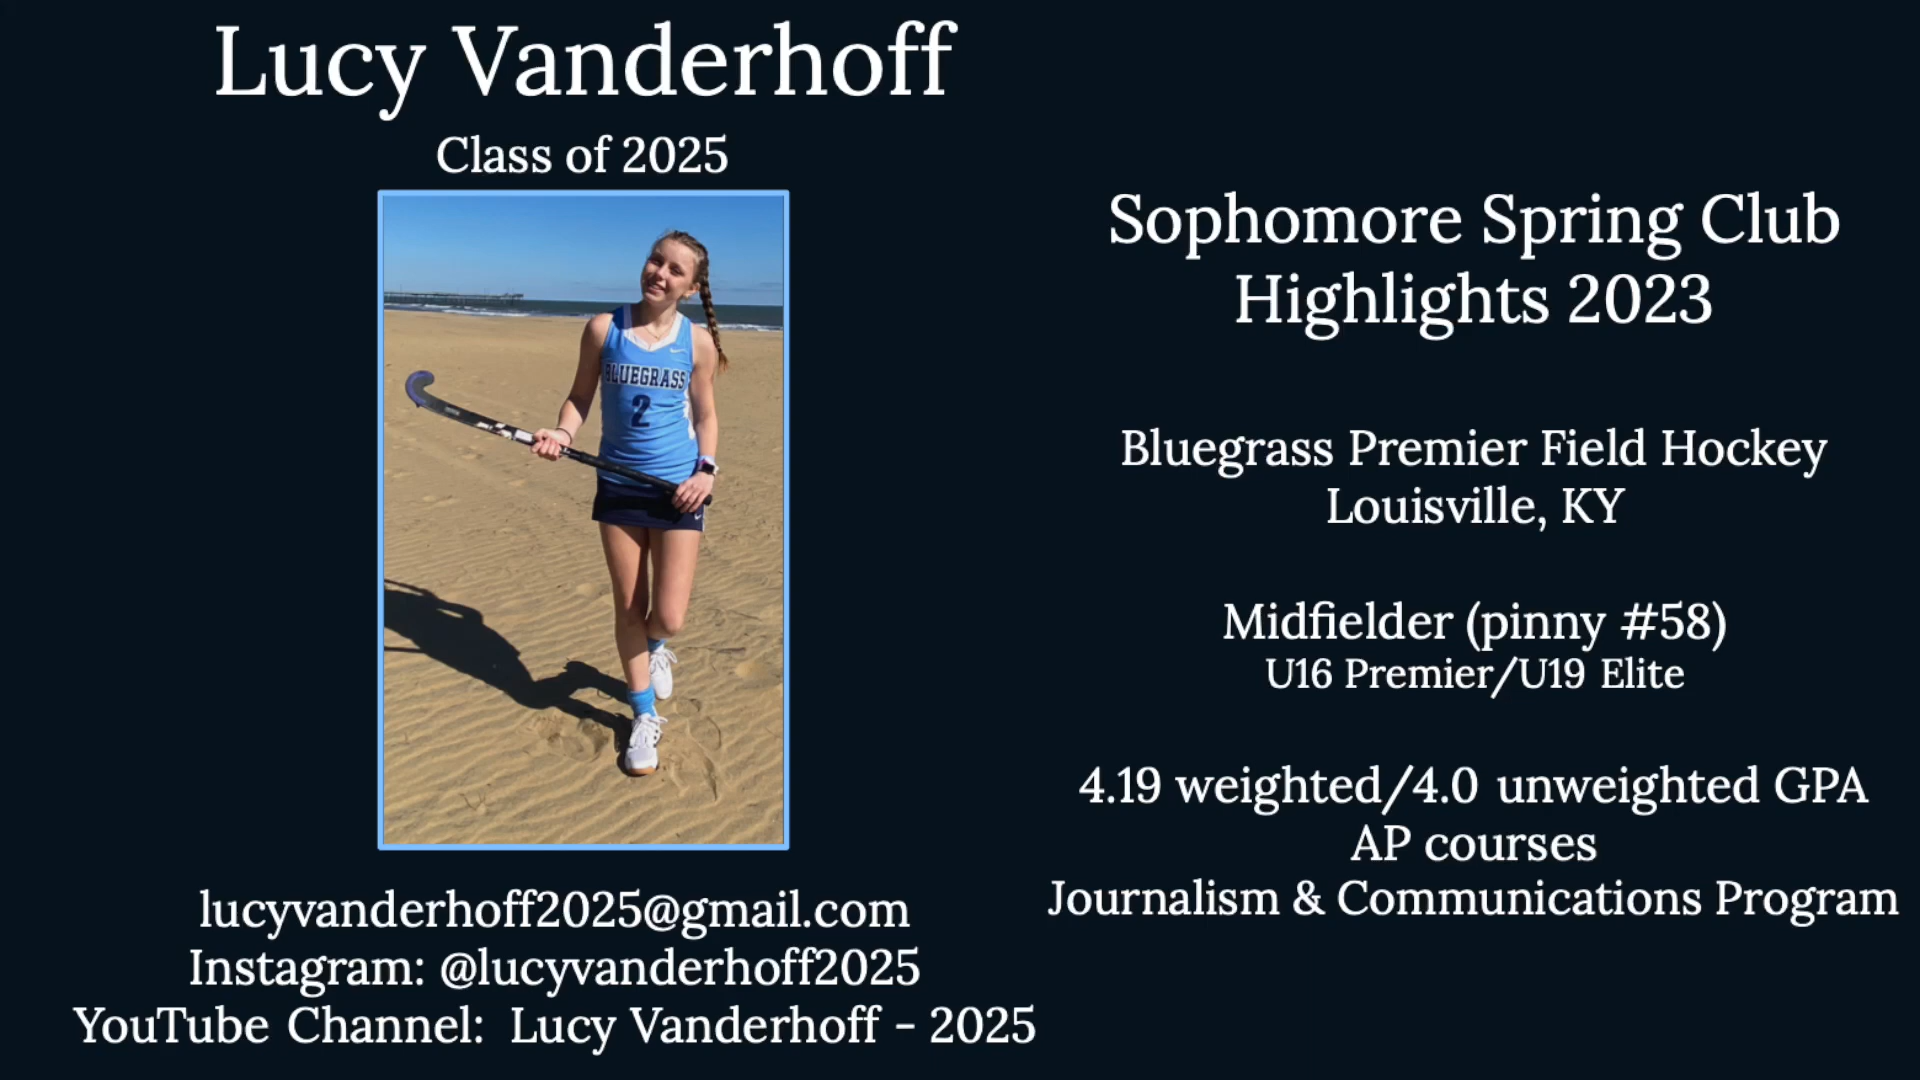 Lucy Vanderhoff
Class of 2025
BLUEGRASS
2
lucyvanderhoff2025@gmail.com
Instagram: @lucyvanderhoff2025
YouTube Channel: Lucy Vanderhoff - 2025
Sophomore Spring Club
Highlights 2023
Bluegrass Premier Field Hockey
Louisville, KY
Midfielder (pinny #58)
U16 Premier/U19 Elite
4.19 weighted/4.0 unweighted GPA
AP courses
Journalism & Communications Program